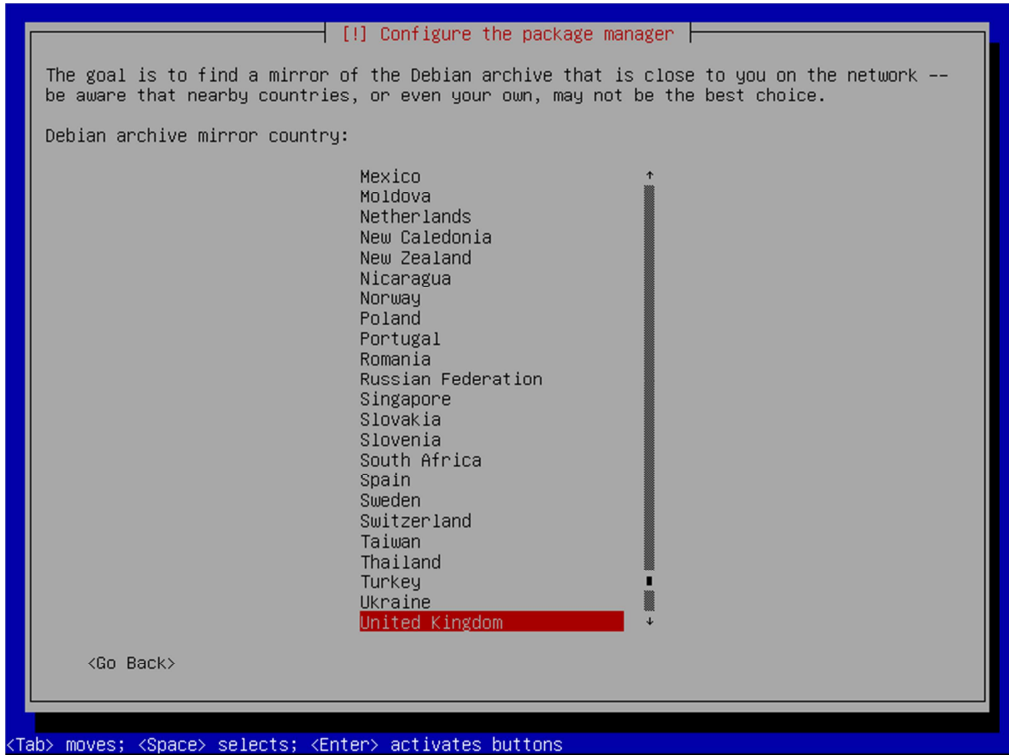 [!] Configure the package manager
The goal is to find a mirror of the Debian archive that is close to you on the network --
be aware that nearby countries, or even your own, may not be the best choice.
Debian archive mirror country:
Mexico
Moldova
Netherlands
New Caledonia
New Zealand
Nicaragua
Norway
Poland
Portugal
Romania
Russian Federation
Singapore
Slovakia
Slovenia
South Africa
Spain
Sweden
Switzerland
Taiwan
Thailand
Turkey
Ukraine
United Kingdom
<Go Back>
<Tab> moves; <Space> selects; <Enter> activates buttons